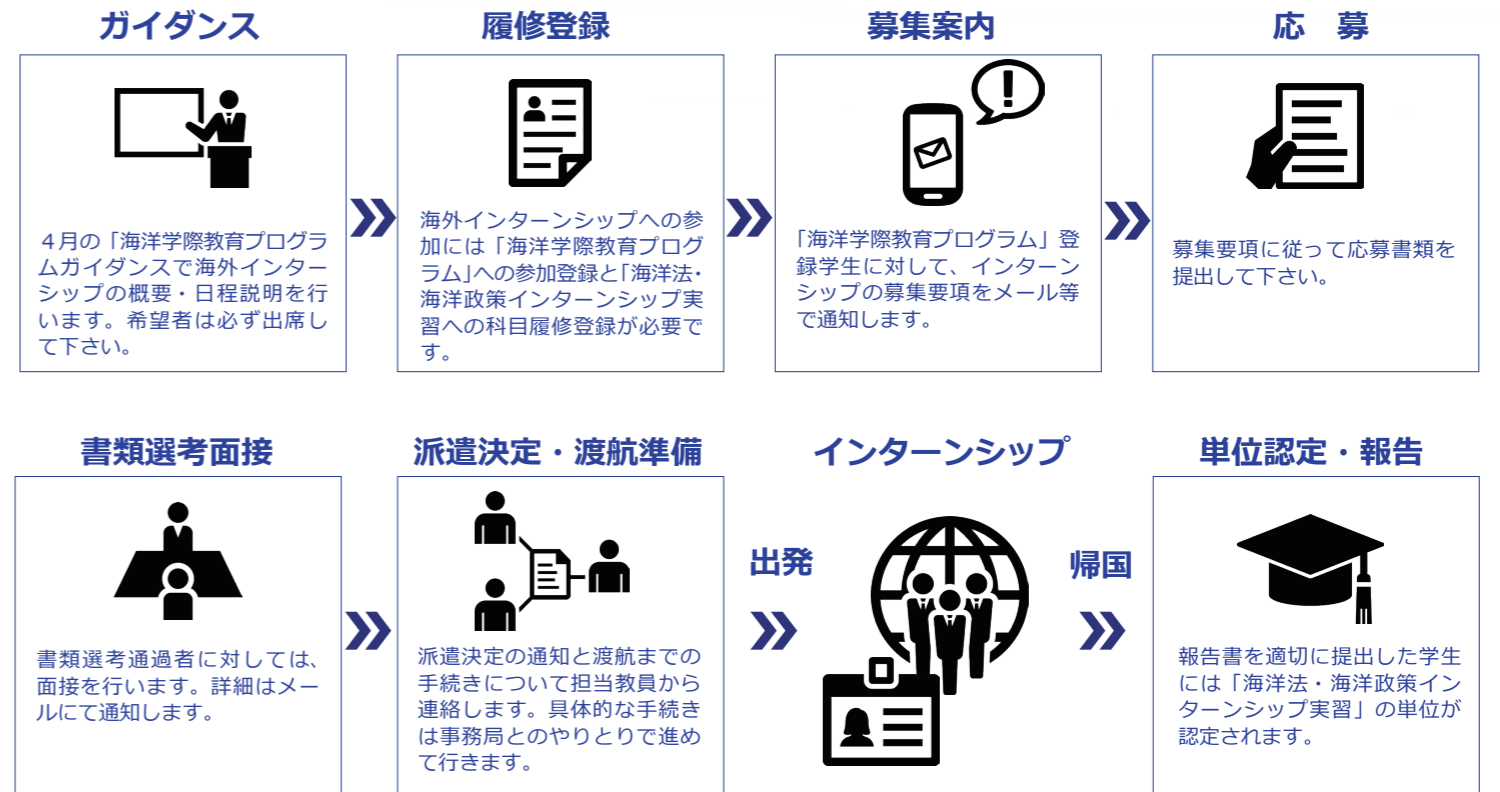 ガイダンス
４月の「海洋学際教育プログラ
ムガイダンスで海外インター
シップの概要・日程説明を行
います。希望者は必ず出席し
て下さい。
履修登録
海外インターンシップへの参
加には「海洋学際教育プログ
ラム」への参加登録と「海洋法・
海洋政策インターンシップ実
習への科目履修登録が必要で
す。
募集案内
「海洋学際教育プログラム」登
録学生に対して、インターン
シップの募集要項をメール等
で通知します。
応　募
募集要項に従って応募書類を
提出して下さい。
書類選考面接
書類選考通過者に対しては、
面接を行います。詳細はメー
ルにて通知します。
派遣決定・渡航準備
派遣決定の通知と渡航までの
手続きについて担当教員から
連絡します。具体的な手続き
は事務局とのやりとりで進め
て行きます。
出発
インターンシップ
帰国
単位認定・報告
報告書を適切に提出した学生
には「海洋法・海洋政策イン
ターンシップ実習」の単位が
認定されます。